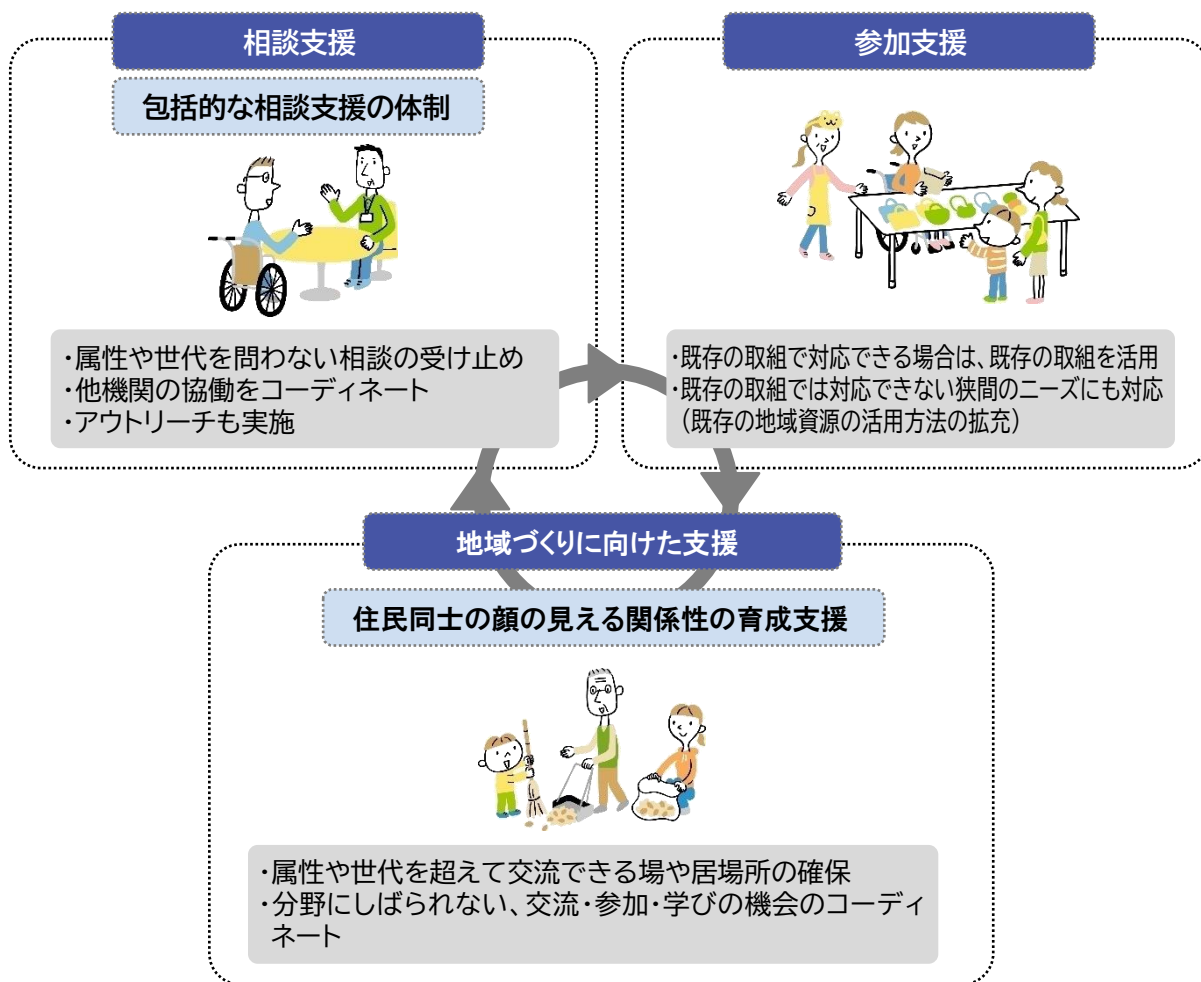 相談支援
包括的な相談支援の体制
・属性や世代を問わない相談の受け止め
・他機関の協働をコーディネート
・アウトリーチも実施
参加支援
・既存の取組で対応できる場合は、既存の取組を活用
・既存の取組では対応できない狭間のニーズにも対応
（既存の地域資源の活用方法の拡充）
地域づくりに向けた支援
住民同士の顔の見える関係性の育成支援
・属性や世代を超えて交流できる場や居場所の確保
・分野にしばられない、交流・参加・学びの機会のコーディ
ネート